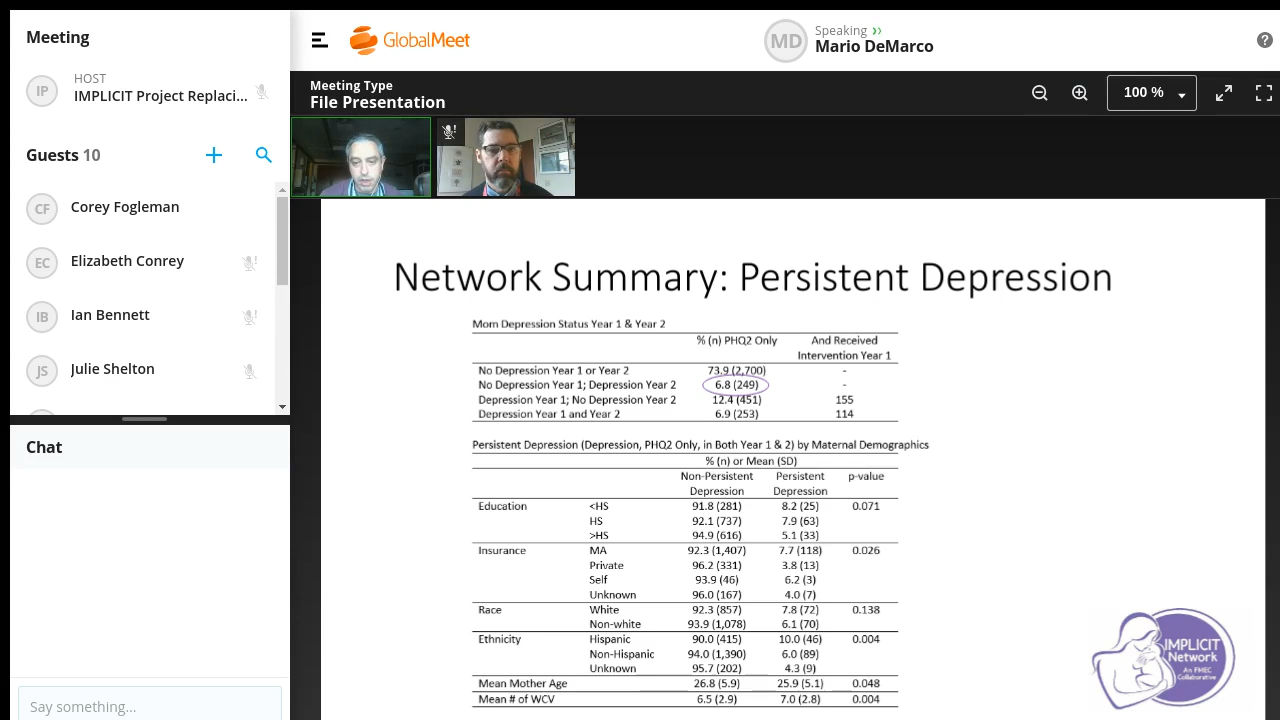 Meeting
IP
HOST
IMPLICIT Project Replaci...
Guests 10
CF
Corey Fogleman
EC
Elizabeth Conrey
IB
Ian Bennett
JS
Julie Shelton
Chat
Say something...
GlobalMeet
MD
Speaking
Mario DeMarco
Meeting Type
File Presentation
100 %
Network Summary: Persistent Depression
Mom Depression Status Year 1 & Year 2
% (n) PHQ2 Only And Received
Intervention Year 1
No Depression Year 1 or Year 2 73.9 (2,700) -
No Depression Year 1; Depression Year 2 6.8 (249) -
Depression Year 1; No Depression Year 2 12.4 (451) 155
Depression Year 1 and Year 2 6.9 (253) 114
Persistent Depression (Depression, PHQ2 Only, in Both Year 1 & 2) by Maternal Demographics
% (n) or Mean (SD)
Non-Persistent Persistent p-value
Depression Depression
Education <HS 91.8 (281) 8.2 (25) 0.071
HS 92.1 (737) 7.9 (63)
>HS 94.9 (616) 5.1 (33)
Insurance MA 92.3 (1,407) 7.7 (118) 0.026
Private 96.2 (331) 3.8 (13)
Self 93.9 (46) 6.2 (3)
Unknown 96.0 (167) 4.0 (7)
Race White 92.3 (857) 7.8 (72) 0.138
Non-white 93.9 (1,078) 6.1 (70)
Ethnicity Hispanic 90.0 (415) 10.0 (46) 0.004
Non-Hispanic 94.0 (1,390) 6.0 (89)
Unknown 95.7 (202) 4.3 (9)
Mean Mother Age 26.8 (5.9) 25.9 (5.1) 0.048
Mean # of WCV 6.5 (2.9) 7.0 (2.8) 0.004
IMPLICIT
Network
An FMEC
Collaborative